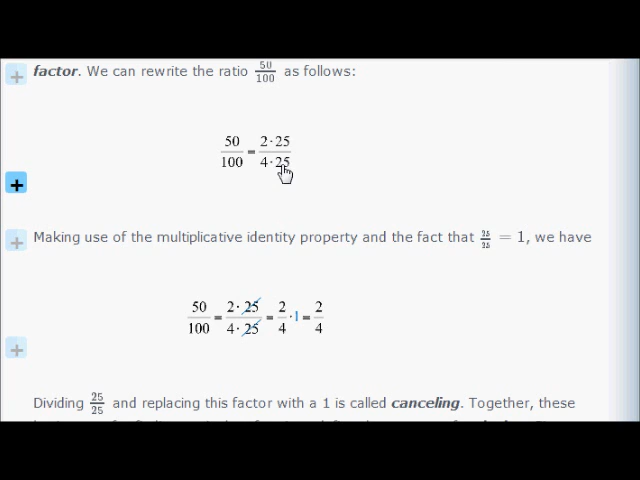 factor. We can rewrite the ratio 50/100 as follows:
50/100 = 2·25/4·25
Making use of the multiplicative identity property and the fact that 25/25 = 1, we have
50/100 = 2·25/4·25 = 2/4 · 1 = 2/4
Dividing 25/25 and replacing this factor with a 1 is called canceling. Together, these